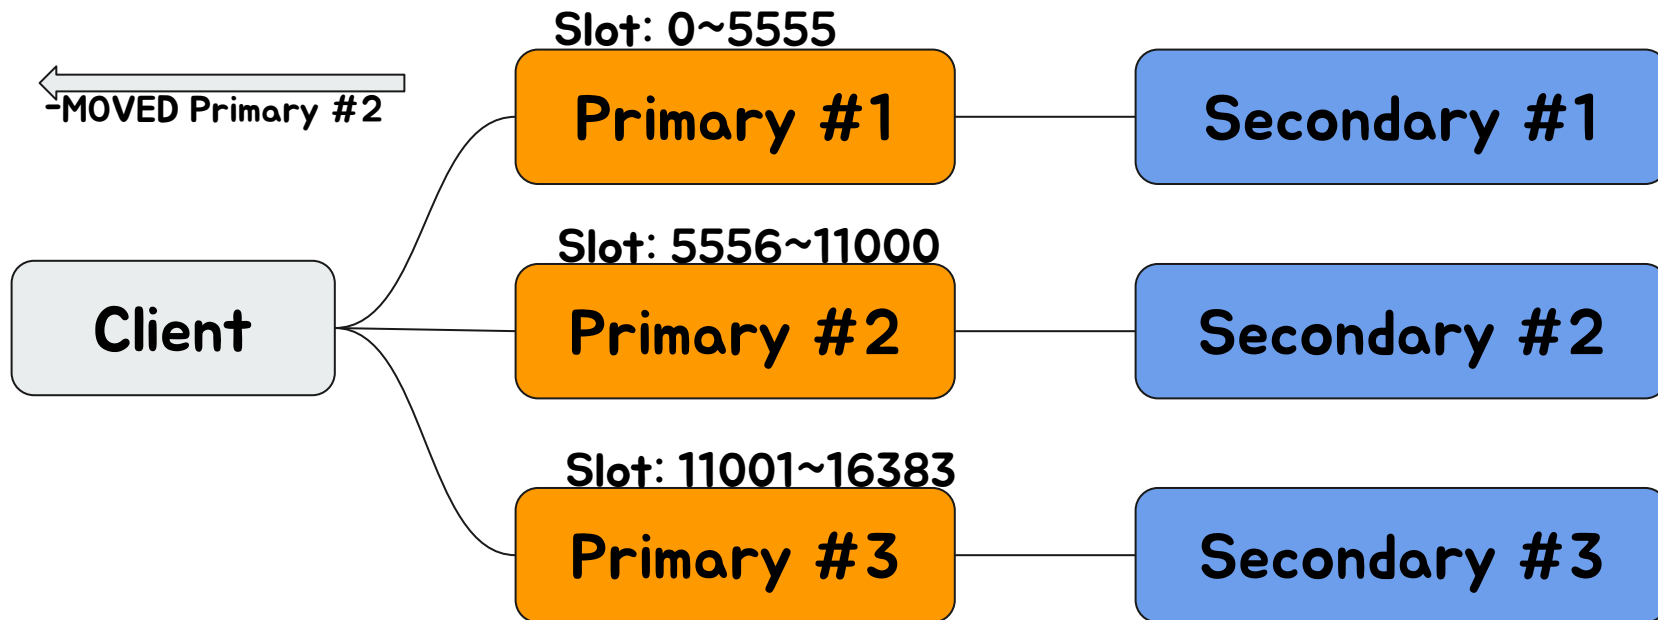 Slot: 0~5555
-MOVED Primary #2
Primary #1
Secondary #1
Slot: 5556~11000
Client
Primary #2
Secondary #2
Slot: 11001~16383
Primary #3
Secondary #3